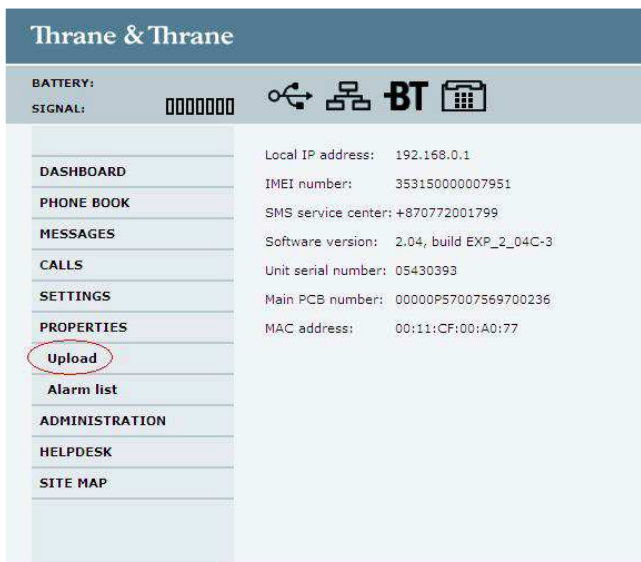 Thrane & Thrane
BATTERY:
SIGNAL:
BT
DASHBOARD
PHONE BOOK
MESSAGES
CALLS
SETTINGS
PROPERTIES
Upload
Alarm list
ADMINISTRATION
HELPDESK
SITE MAP
Local IP address: 192.168.0.1
IMEI number: 353150000007951
SMS service center: +870772001799
Software version: 2.04, build EXP_2_04C-3
Unit serial number: 05430393
Main PCB number: 00000P57007569700236
MAC address: 00:11:CF:00:A0:77